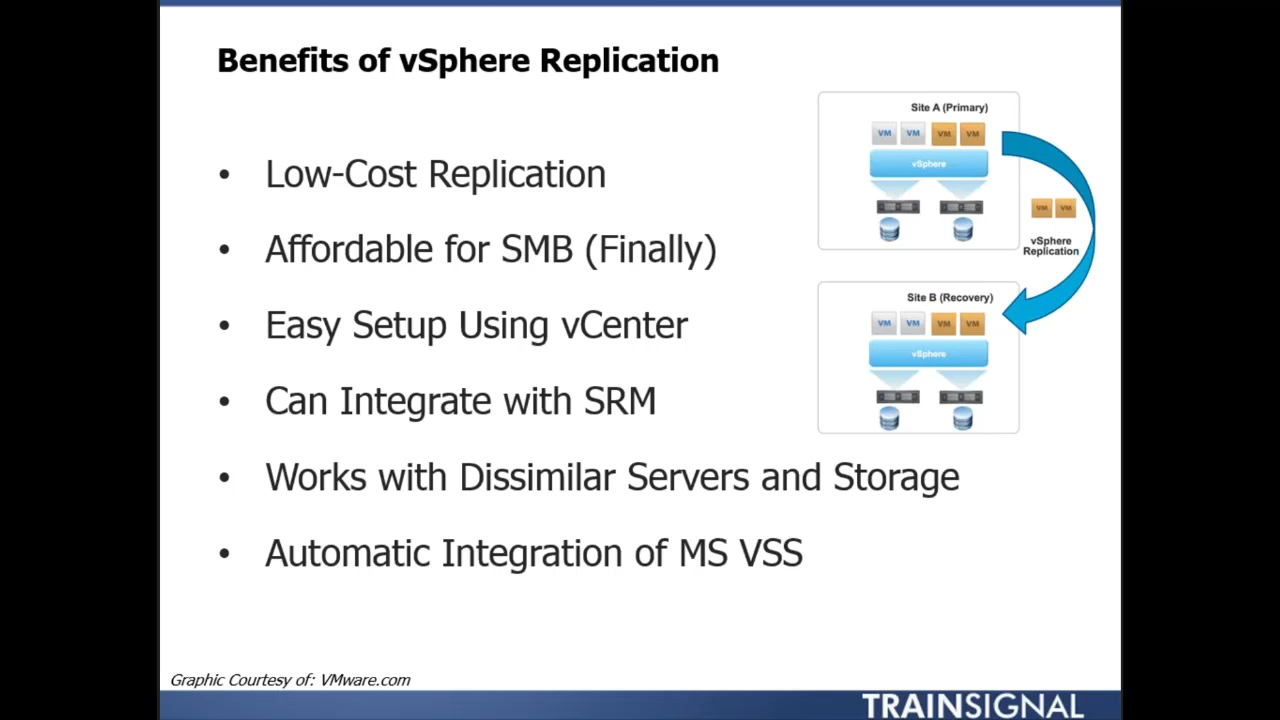 Benefits of vSphere Replication
• Low-Cost Replication
• Affordable for SMB (Finally)
• Easy Setup Using vCenter
• Can Integrate with SRM
• Works with Dissimilar Servers and Storage
• Automatic Integration of MS VSS
Site A (Primary)
VM VM VM VM
vSphere
VM VM
vSphere
Replication
Site B (Recovery)
VM VM VM VM
vSphere
Graphic Courtesy of: VMware.com
TRAINSIGNAL